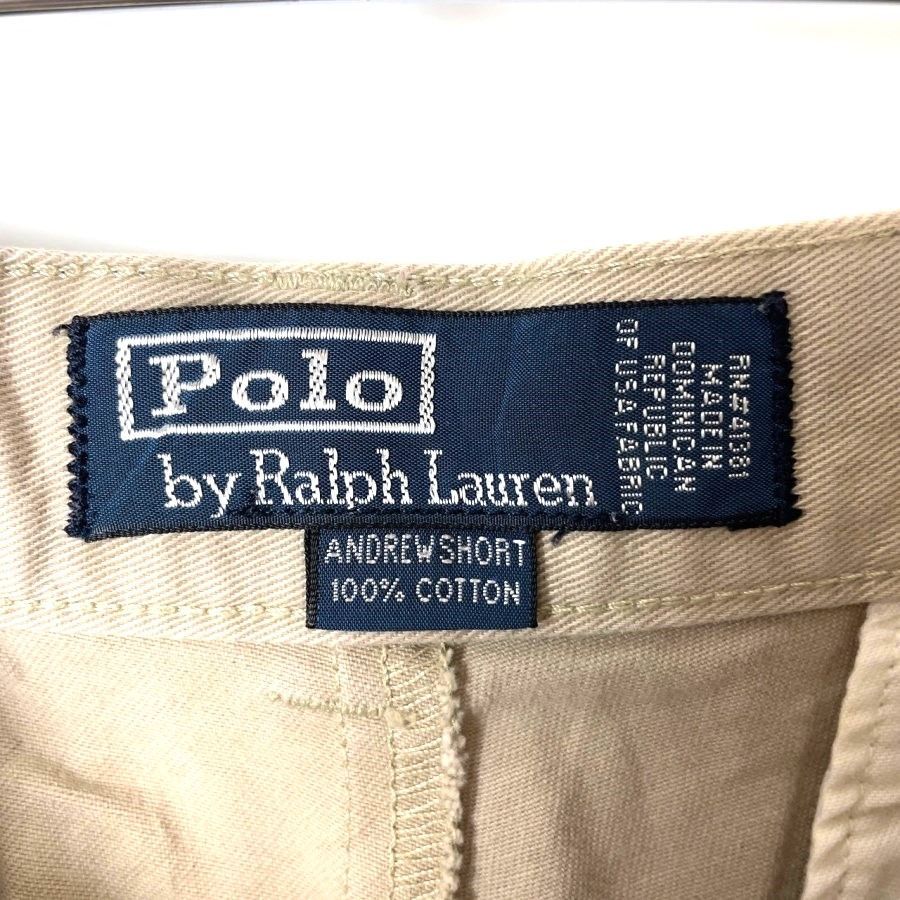 Polo
by Ralph Lauren
RN#41381
MADE IN
DOMINICAN
REPUBLIC
OF USA FABRIC
ANDREW SHORT
100% COTTON